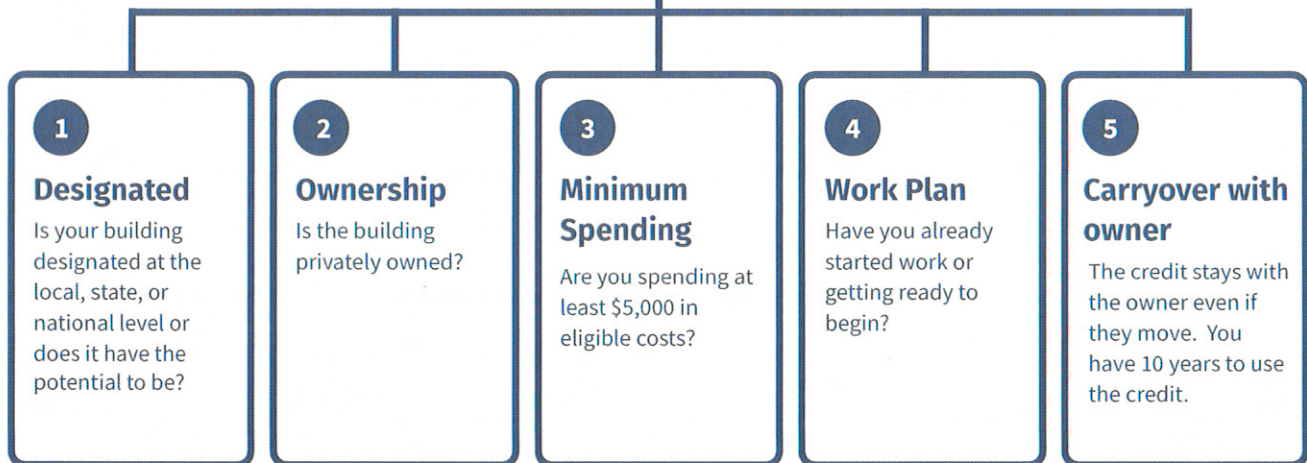 1
Designated
Is your building
designated at the
local, state, or
national level or
does it have the
potential to be?
2
Ownership
Is the building
privately owned?
3
Minimum
Spending
Are you spending at
least $5,000 in
eligible costs?
4
Work Plan
Have you already
started work or
getting ready to
begin?
5
Carryover with
owner
The credit stays with
the owner even if
they move. You
have 10 years to use
the credit.